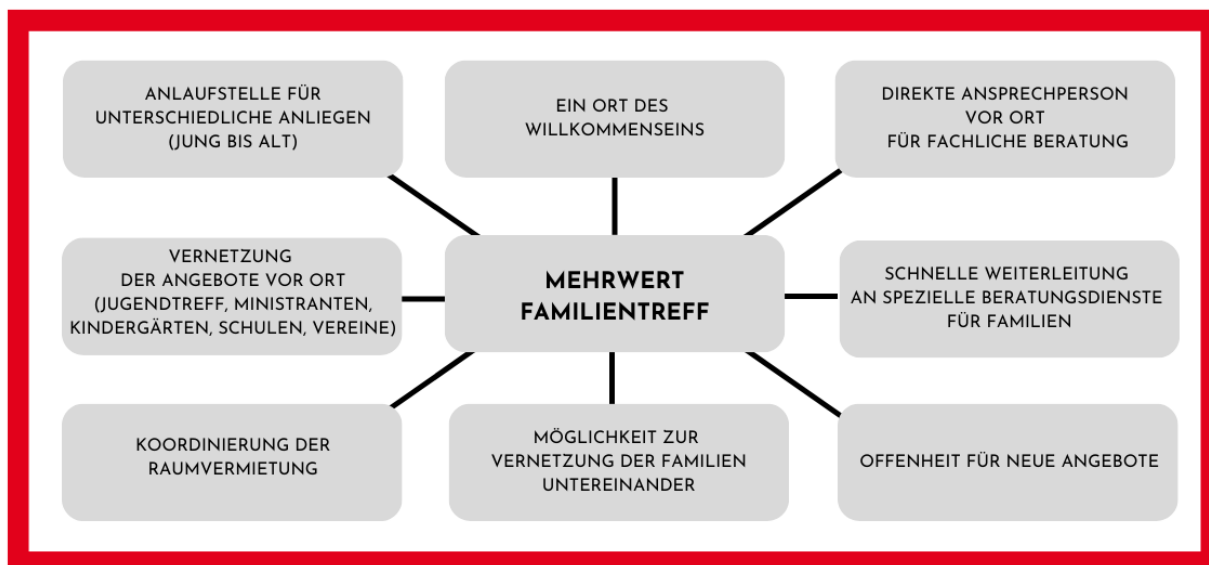 ANLAUFSTELLE FÜR
UNTERSCHIEDLICHE ANLIEGEN
(JUNG BIS ALT)
EIN ORT DES
WILLKOMMENSEINS
DIREKTE ANSPRECHPERSON
VOR ORT
FÜR FACHLICHE BERATUNG
VERNETZUNG
DER ANGEBOTE VOR ORT
(JUGENDTREFF, MINISTRANTEN,
KINDERGÄRTEN, SCHULEN, VEREINE)
MEHRWERT
FAMILIENTREFF
SCHNELLE WEITERLEITUNG
AN SPEZIELLE BERATUNGSDIENSTE
FÜR FAMILIEN
KOORDINIERUNG DER
RAUMVERMIETUNG
MÖGLICHKEIT ZUR
VERNETZUNG DER FAMILIEN
UNTEREINANDER
OFFENHEIT FÜR NEUE ANGEBOTE